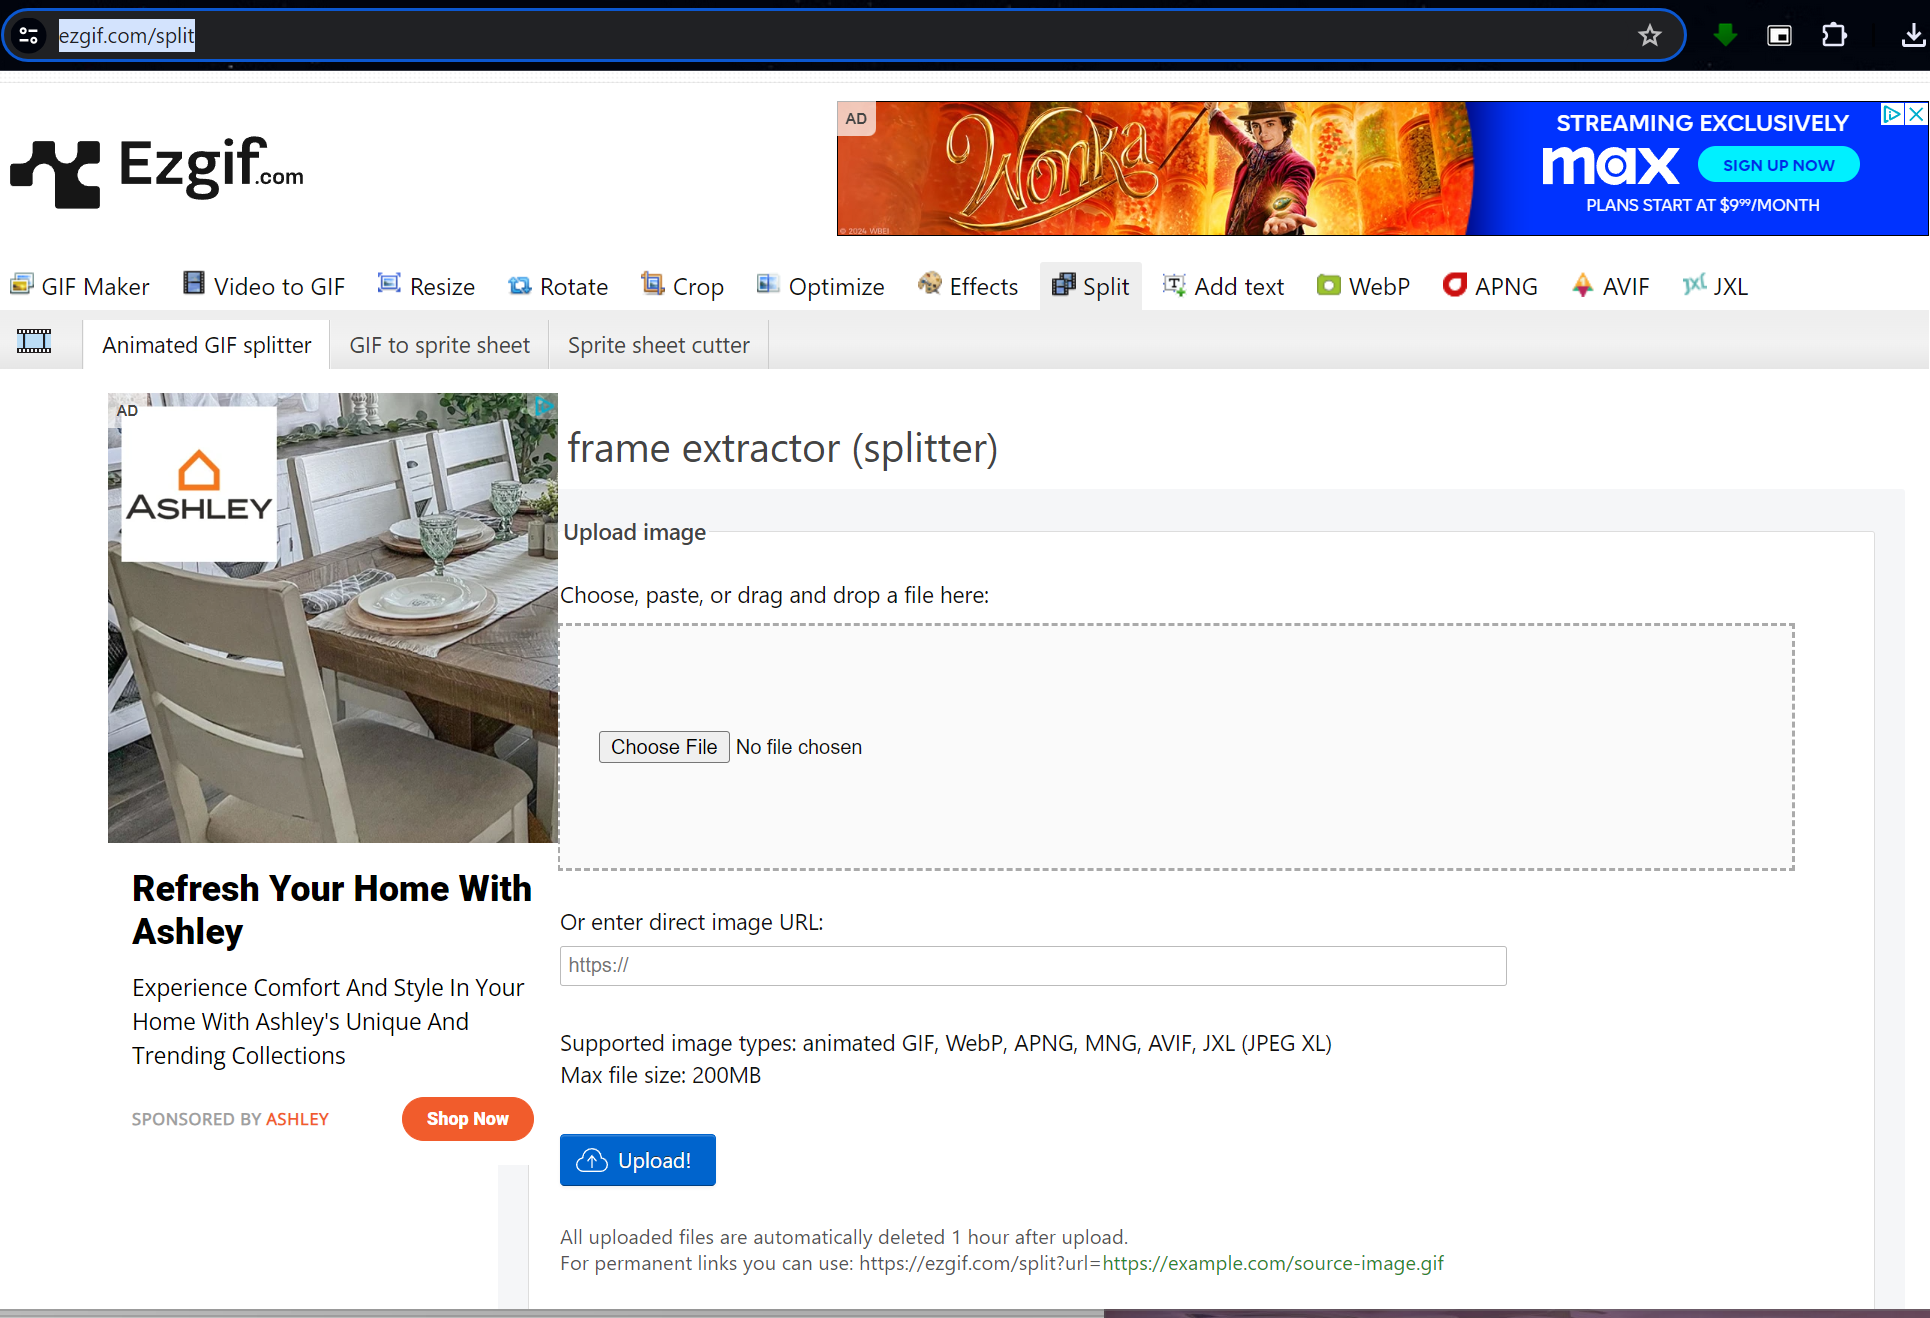 ezgif.com/split
Ezgif.com
AD
Wonka
© 2024 WBEI
STREAMING EXCLUSIVELY
max
SIGN UP NOW
PLANS START AT $9⁹⁹/MONTH
GIF Maker
Video to GIF
Resize
Rotate
Crop
Optimize
Effects
Split
Add text
WebP
APNG
AVIF
JXL
Animated GIF splitter
GIF to sprite sheet
Sprite sheet cutter
AD
ASHLEY
Refresh Your Home With
Ashley
Experience Comfort And Style In Your
Home With Ashley's Unique And
Trending Collections
SPONSORED BY ASHLEY
Shop Now
frame extractor (splitter)
Upload image
Choose, paste, or drag and drop a file here:
Choose File No file chosen
Or enter direct image URL:
https://
Supported image types: animated GIF, WebP, APNG, MNG, AVIF, JXL (JPEG XL)
Max file size: 200MB
Upload!
All uploaded files are automatically deleted 1 hour after upload.
For permanent links you can use: https://ezgif.com/split?url=https://example.com/source-image.gif